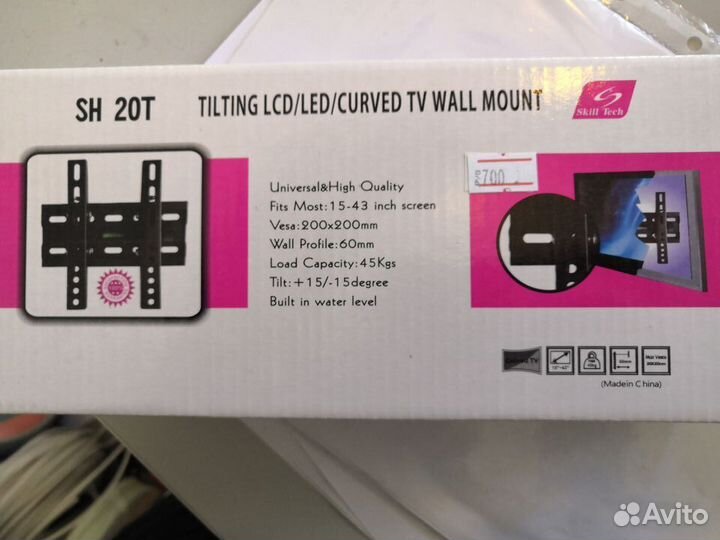 SH 20T
TILTING LCD/LED/CURVED TV WALL MOUNT
Skill Tech
700
Universal&High Quality
Fits Most:15-43 inch screen
Vesa:200x200mm
Wall Profile:60mm
Load Capacity:45Kgs
Tilt:+15/-15degree
Built in water level
Curved TV
(Madein China)
Avito